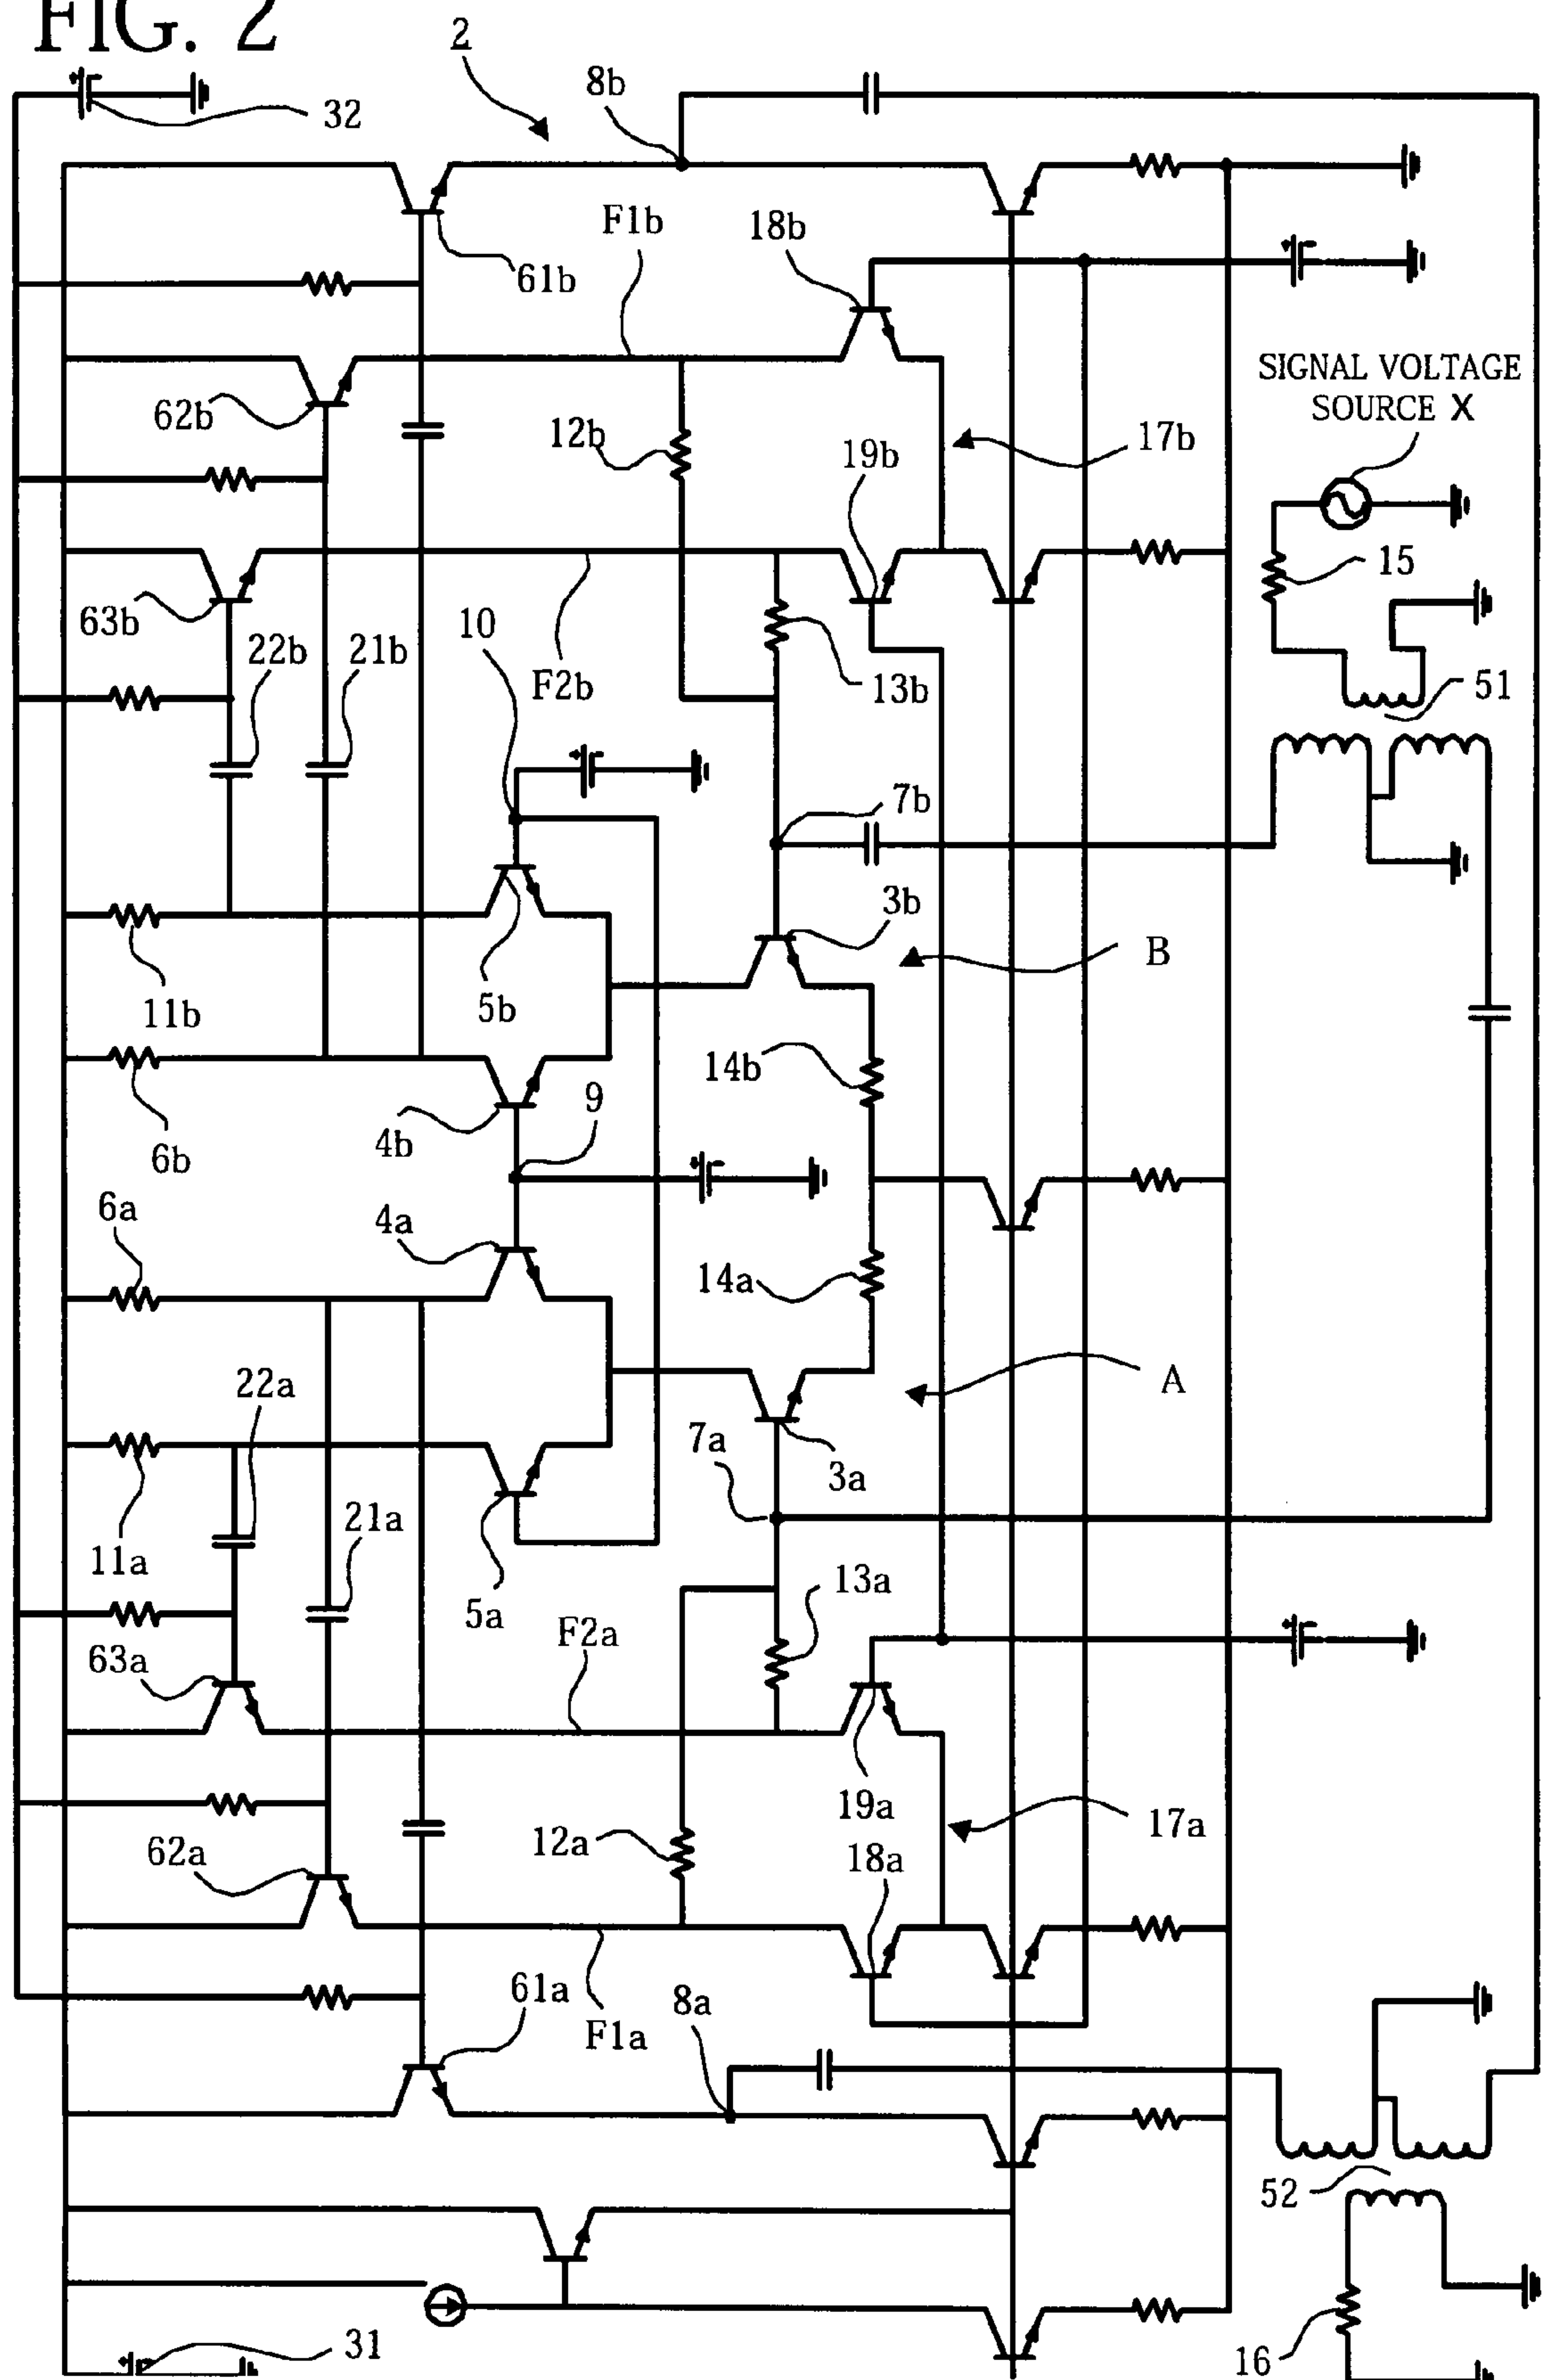 FIG. 2
2
8b
32
F1b
18b
61b
SIGNAL VOLTAGE
SOURCE X
62b
12b
19b
17b
63b
10
22b
21b
F2b
13b
15
51
7b
3b
B
11b
5b
14b
9
4b
6b
6a
4a
14a
22a
A
7a
3a
21a
11a
13a
5a
F2a
63a
19a
17a
12a
18a
62a
61a
8a
F1a
52
31
16